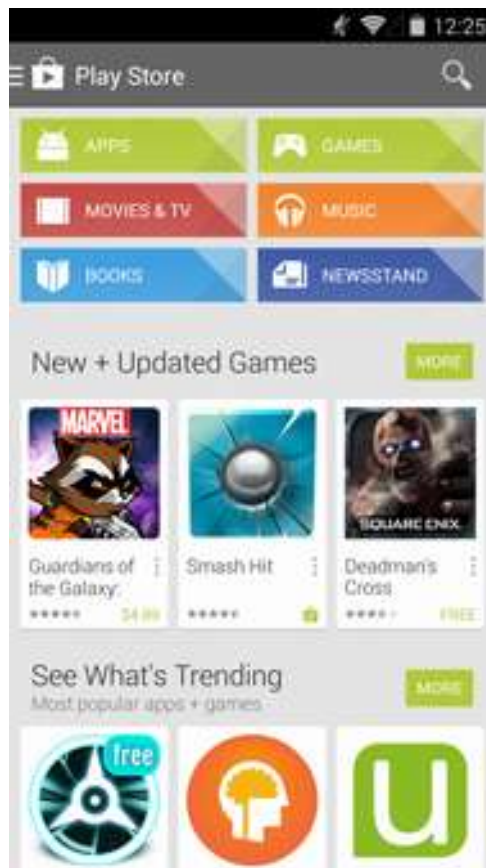 12:25
Play Store
APPS
GAMES
MOVIES & TV
MUSIC
BOOKS
NEWSSTAND
New + Updated Games
MORE
MARVEL
SQUARE ENIX
Guardians of
the Galaxy:
$4.99
Smash Hit
Deadman's
Cross
FREE
See What's Trending
Most popular apps + games
MORE
free
u